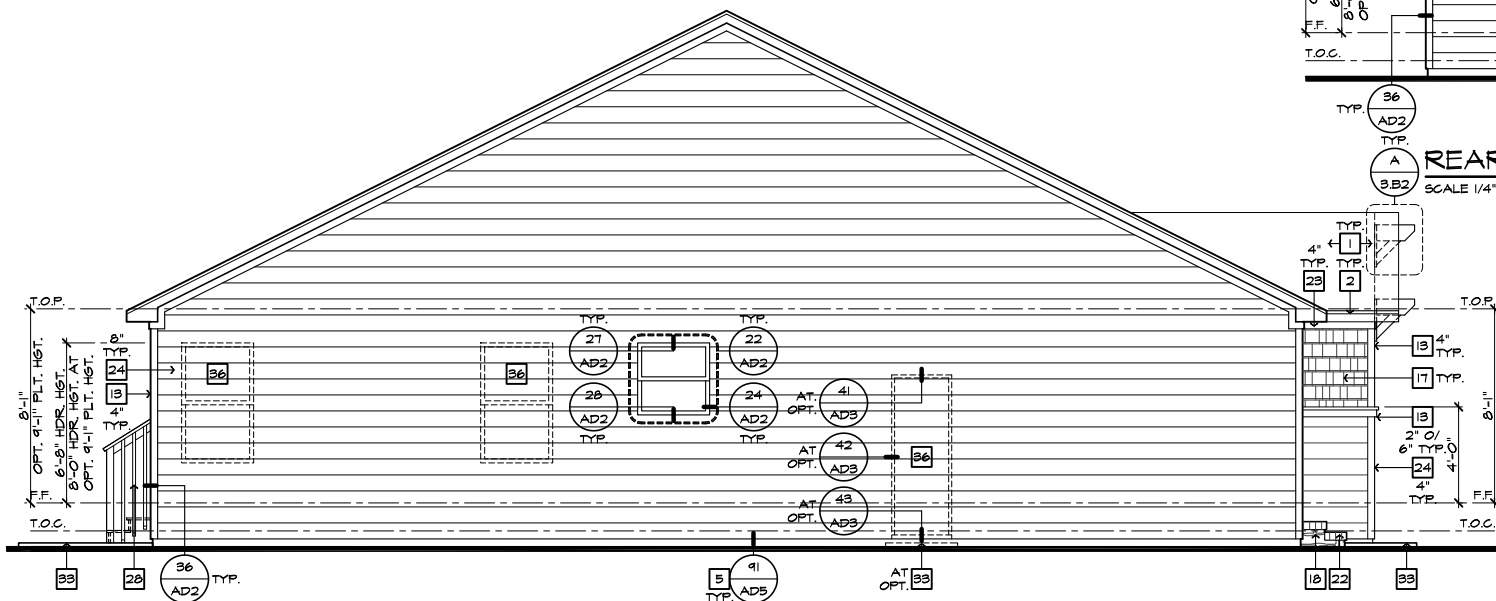 F.F.
T.O.C.
TYP.
36
AD2
TYP.
A
3.B2
REAR
SCALE 1/4"
TYP.
1
4"
TYP.
TYP.
23
2
T.O.P.
T.O.P.
8'-1"
OPT. 9'-1" PLT. HGT.
6'-8" HDR. HGT.
8'-0" HDR. HGT. AT
OPT. 9'-1" PLT. HGT.
8"
TYP.
24
13
4"
TYP.
36
36
TYP.
27
AD2
28
AD2
TYP.
TYP.
22
AD2
24
AD2
TYP.
AT
OPT.
41
AD3
AT
OPT.
42
AD3
36
AT
OPT.
43
AD3
13
4"
TYP.
17
TYP.
13
2" O/
6" TYP.
24
4"
TYP.
4'-0"
8'-1"
F.F.
T.O.C.
F.F.
T.O.C.
33
28
36
AD2
TYP.
5
TYP.
91
AD5
AT
OPT.
33
18
22
33